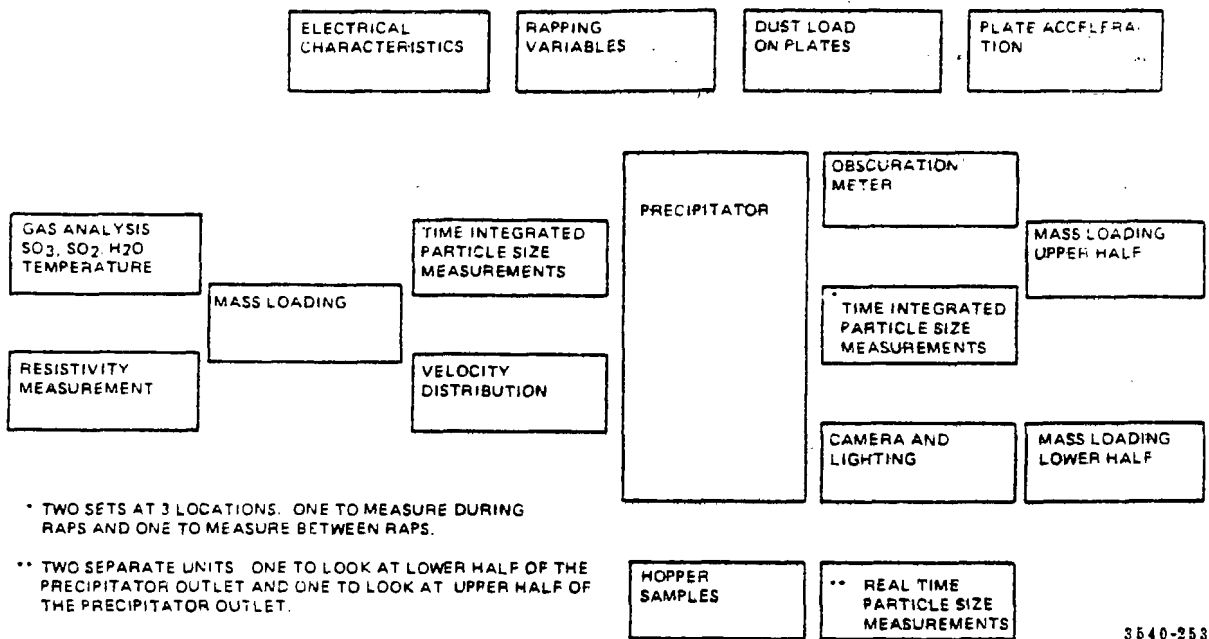 ELECTRICAL
CHARACTERISTICS
RAPPING
VARIABLES
DUST LOAD
ON PLATES
PLATE ACCELERA-
TION
GAS ANALYSIS
SO3, SO2, H2O
TEMPERATURE
RESISTIVITY
MEASUREMENT
MASS LOADING
TIME INTEGRATED
PARTICLE SIZE
MEASUREMENTS
VELOCITY
DISTRIBUTION
PRECIPITATOR
OBSCURATION
METER
* TIME INTEGRATED
PARTICLE SIZE
MEASUREMENTS
CAMERA AND
LIGHTING
MASS LOADING
UPPER HALF
MASS LOADING
LOWER HALF
HOPPER
SAMPLES
** REAL TIME
PARTICLE SIZE
MEASUREMENTS
* TWO SETS AT 3 LOCATIONS. ONE TO MEASURE DURING
RAPS AND ONE TO MEASURE BETWEEN RAPS.
** TWO SEPARATE UNITS ONE TO LOOK AT LOWER HALF OF THE
PRECIPITATOR OUTLET AND ONE TO LOOK AT UPPER HALF OF
THE PRECIPITATOR OUTLET.
3540-253